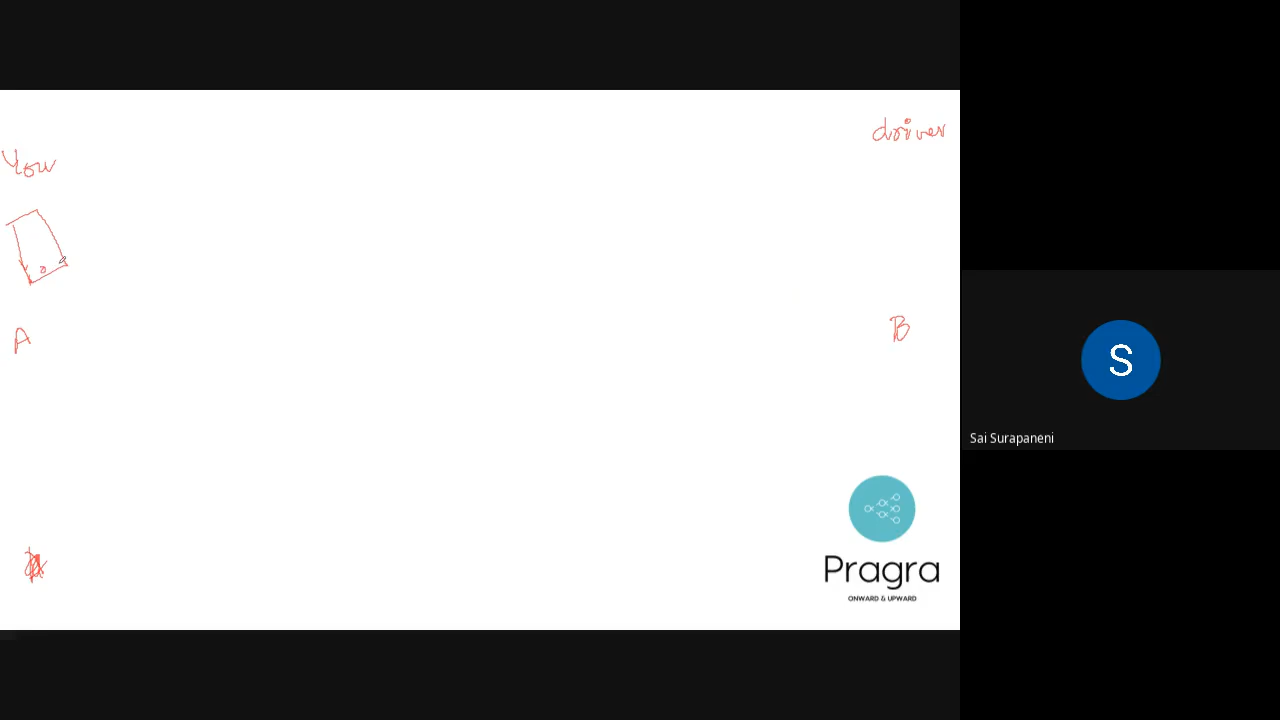 driver
You
A
B
Pragra
ONWARD & UPWARD
S
Sai Surapaneni